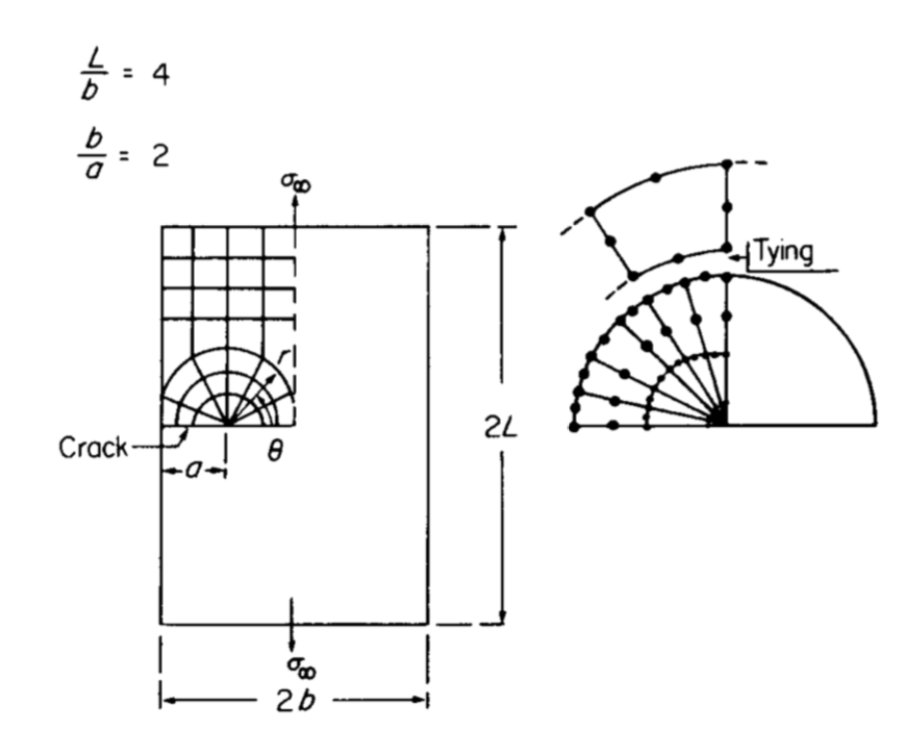 L/b = 4
b/a = 2
σ∞
Tying
r
2L
Crack
θ
a
σ∞
2b